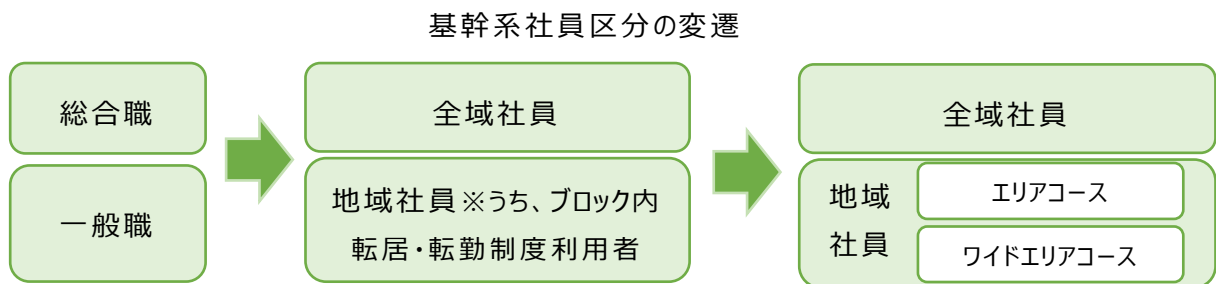 基幹系社員区分の変遷
総合職
一般職
全域社員
地域社員※うち、ブロック内
転居・転勤制度利用者
全域社員
地域
社員
エリアコース
ワイドエリアコース